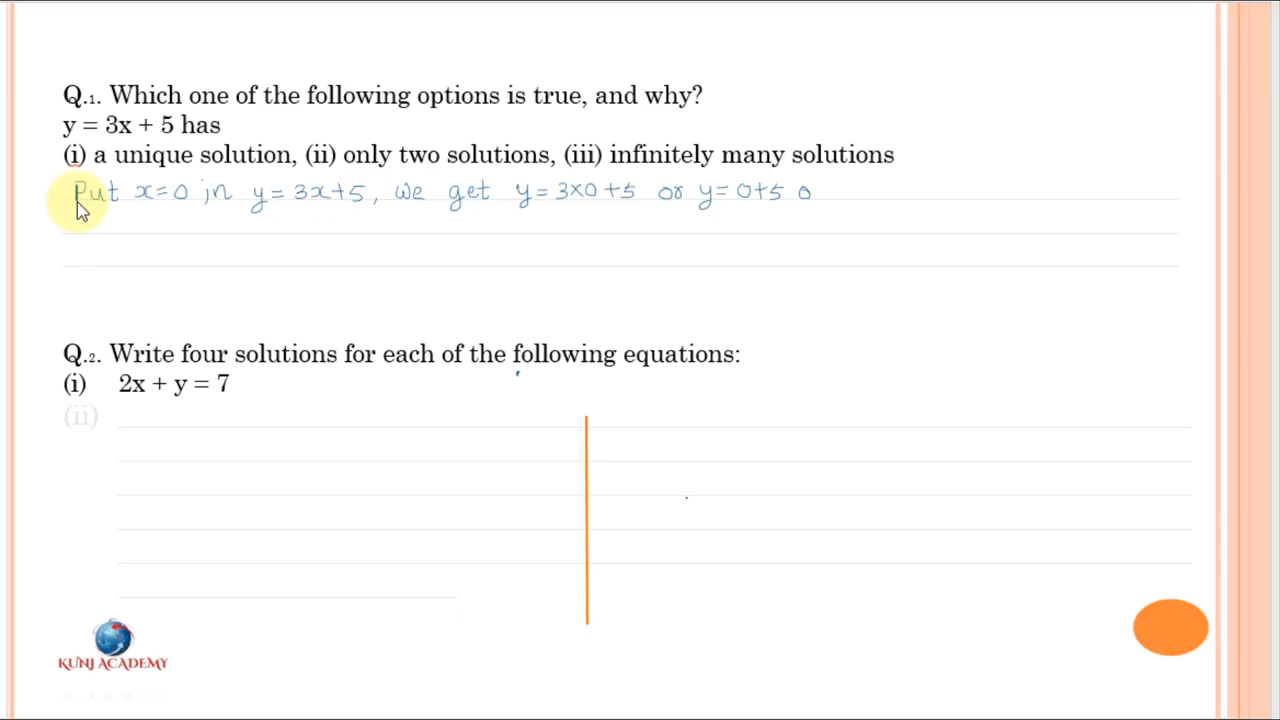 Q.1. Which one of the following options is true, and why?
y = 3x + 5 has
(i) a unique solution, (ii) only two solutions, (iii) infinitely many solutions
Put x=0 in y=3x+5, we get y=3×0+5 or y=0+5 o
Q.2. Write four solutions for each of the following equations:
(i) 2x + y = 7
(ii)
KUNJ ACADEMY